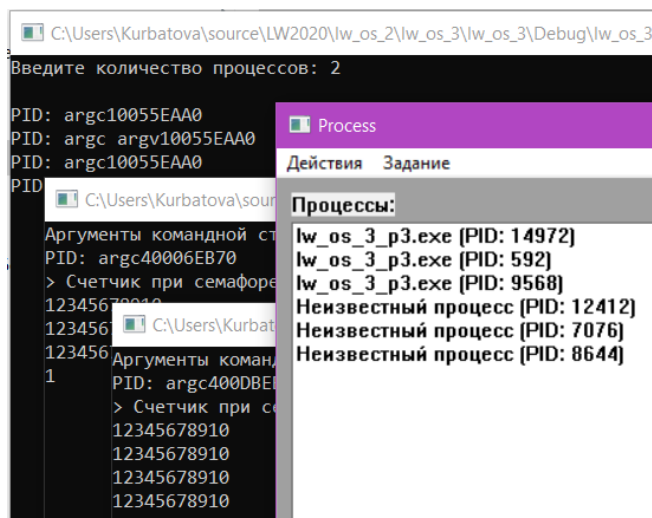 C:\Users\Kurbatova\source\LW2020\lw_os_2\lw_os_3\lw_os_3\Debug\lw_os_3
Введите количество процессов: 2
PID: argc10055EAA0
PID: argc argv10055EAA0
PID: argc10055EAA0
PID
C:\Users\Kurbatova\sour
Аргументы командной ст
PID: argc40006EB70
> Счетчик при семафоре
12345678910
12345
123456
1
C:\Users\Kurbat
Аргументы команд
PID: argc400DBE
> Счетчик при се
12345678910
12345678910
12345678910
12345678910
Process
Действия Задание
Процессы:
lw_os_3_p3.exe (PID: 14972)
lw_os_3_p3.exe (PID: 592)
lw_os_3_p3.exe (PID: 9568)
Неизвестный процесс (PID: 12412)
Неизвестный процесс (PID: 7076)
Неизвестный процесс (PID: 8644)